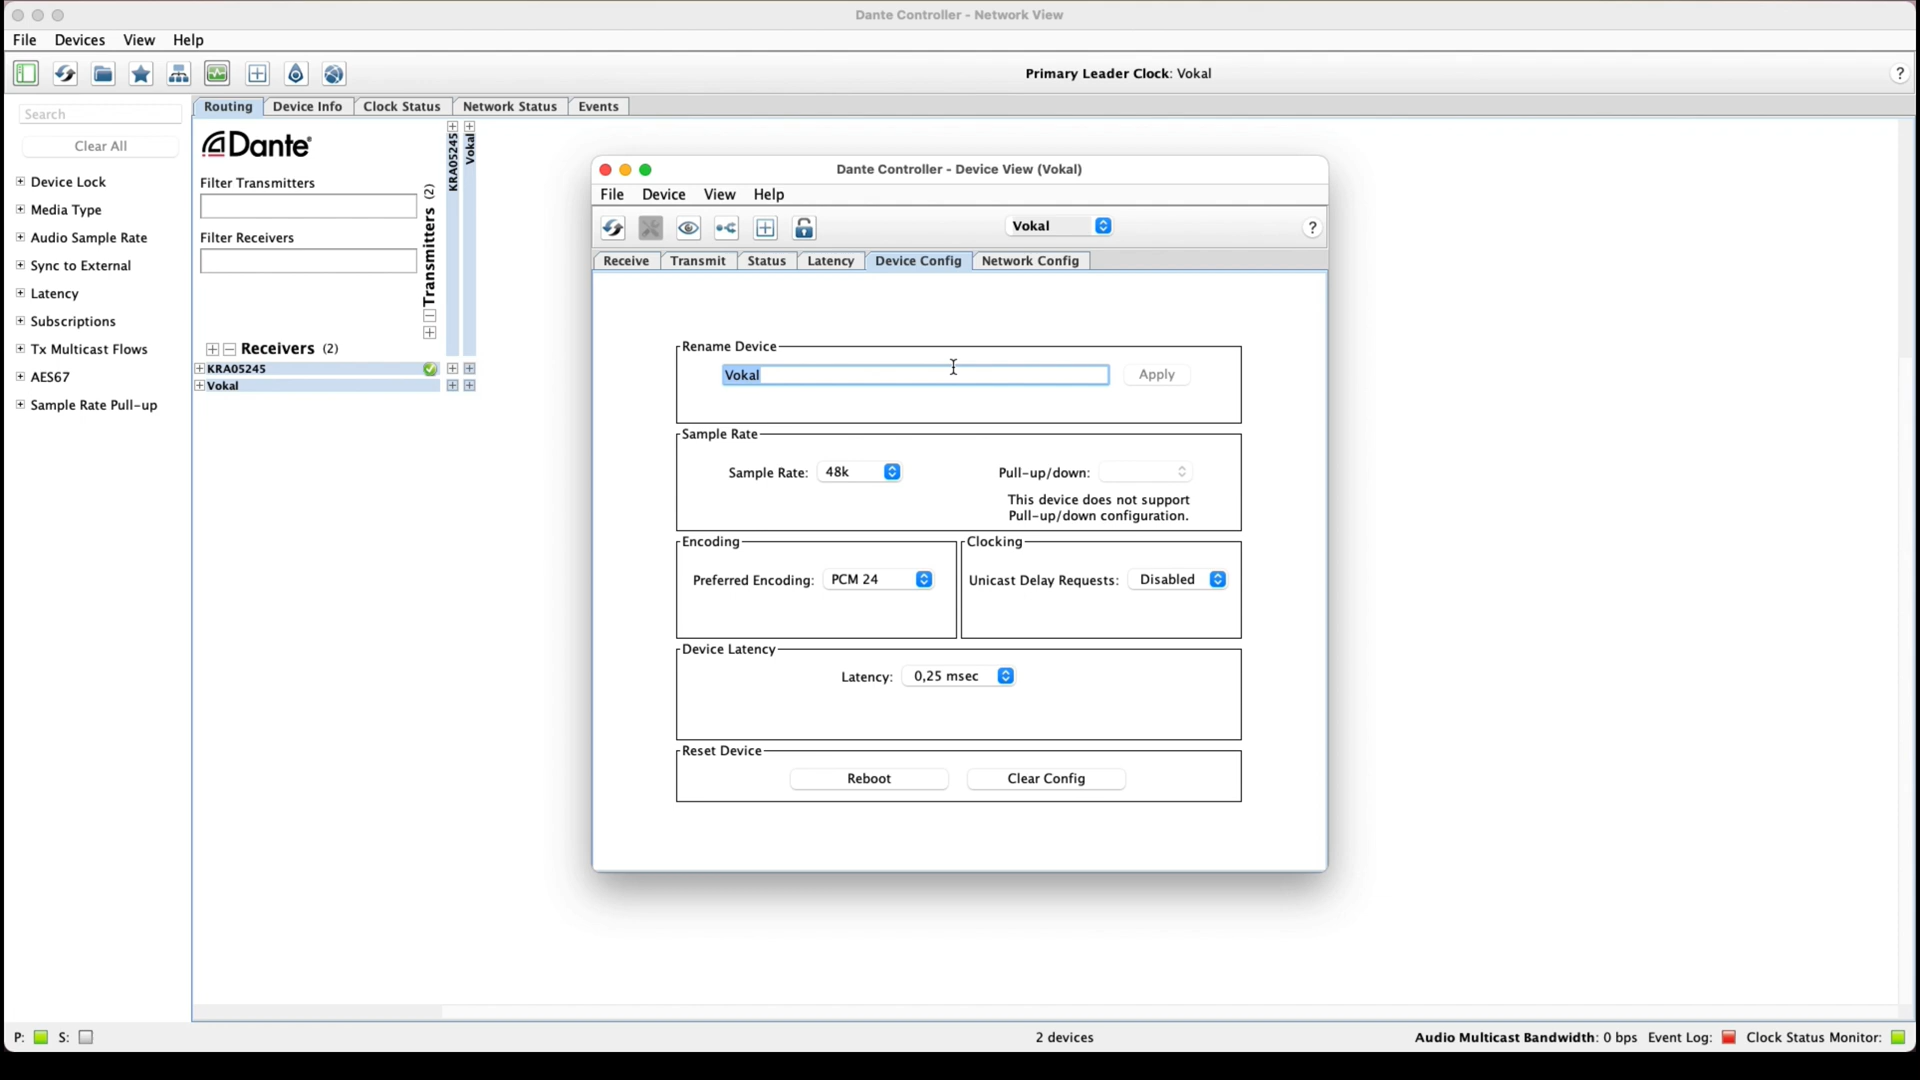 Dante Controller - Network View
File Devices View Help
Primary Leader Clock: Vokal
?
Search
Clear All
Device Lock
Media Type
Audio Sample Rate
Sync to External
Latency
Subscriptions
Tx Multicast Flows
AES67
Sample Rate Pull-up
Routing Device Info Clock Status Network Status Events
Dante
Filter Transmitters
Filter Receivers
Transmitters (2)
KRA05245
Vokal
Receivers (2)
KRA05245
Vokal
Dante Controller - Device View (Vokal)
File Device View Help
Vokal
?
Receive Transmit Status Latency Device Config Network Config
Rename Device
Vokal Apply
Sample Rate
Sample Rate: 48k Pull-up/down:
This device does not support
Pull-up/down configuration.
Encoding
Preferred Encoding: PCM 24
Clocking
Unicast Delay Requests: Disabled
Device Latency
Latency: 0,25 msec
Reset Device
Reboot Clear Config
P: S: 2 devices Audio Multicast Bandwidth: 0 bps Event Log: Clock Status Monitor: